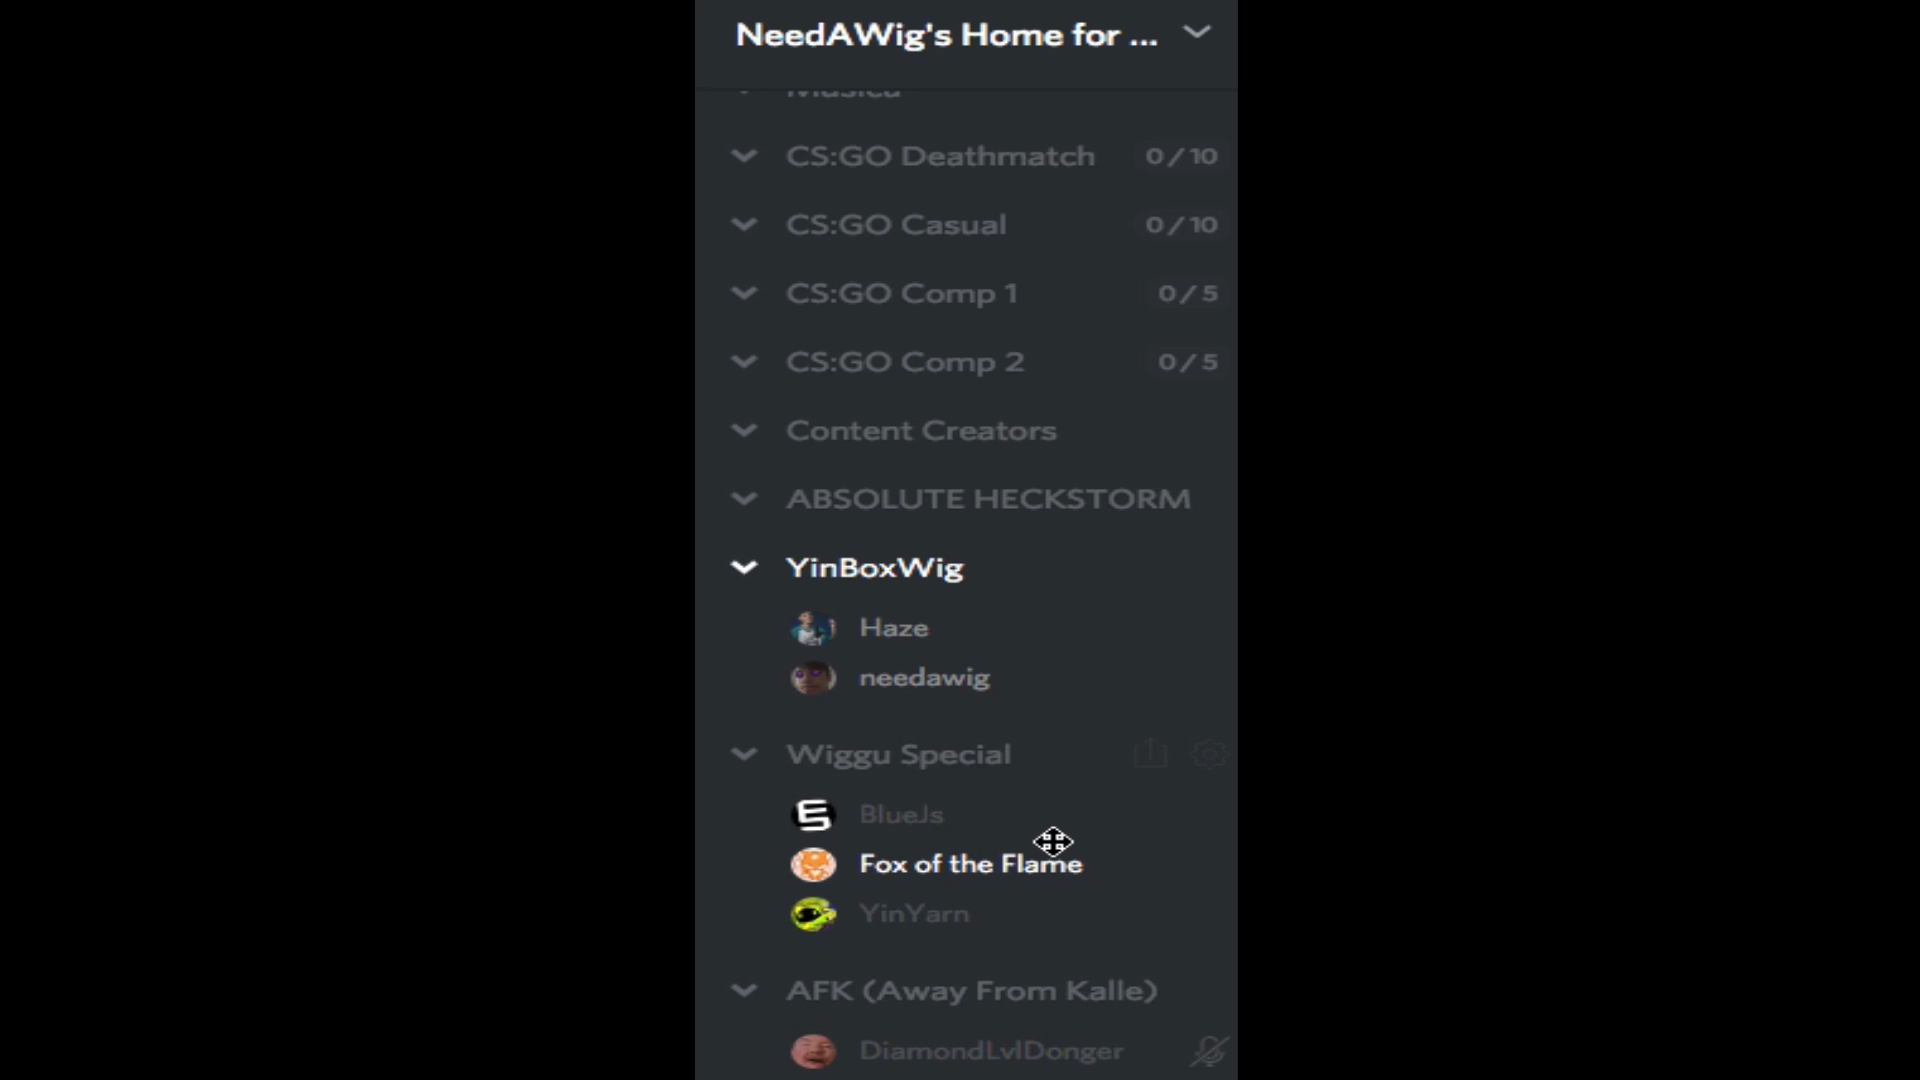 NeedAWig's Home for ...
Musica
CS:GO Deathmatch 0/10
CS:GO Casual 0/10
CS:GO Comp 1 0/5
CS:GO Comp 2 0/5
Content Creators
ABSOLUTE HECKSTORM
YinBoxWig
Haze
needawig
Wiggu Special
BlueJs
Fox of the Flame
YinYarn
AFK (Away From Kalle)
DiamondLvlDonger